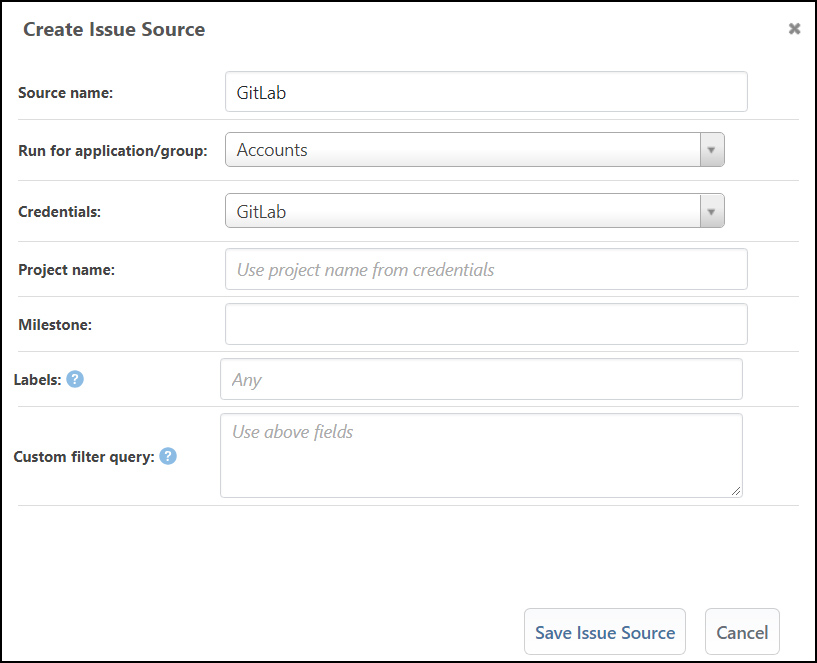 Create Issue Source
Source name: GitLab
Run for application/group: Accounts
Credentials: GitLab
Project name: Use project name from credentials
Milestone:
Labels: ? Any
Custom filter query: ? Use above fields
Save Issue Source Cancel